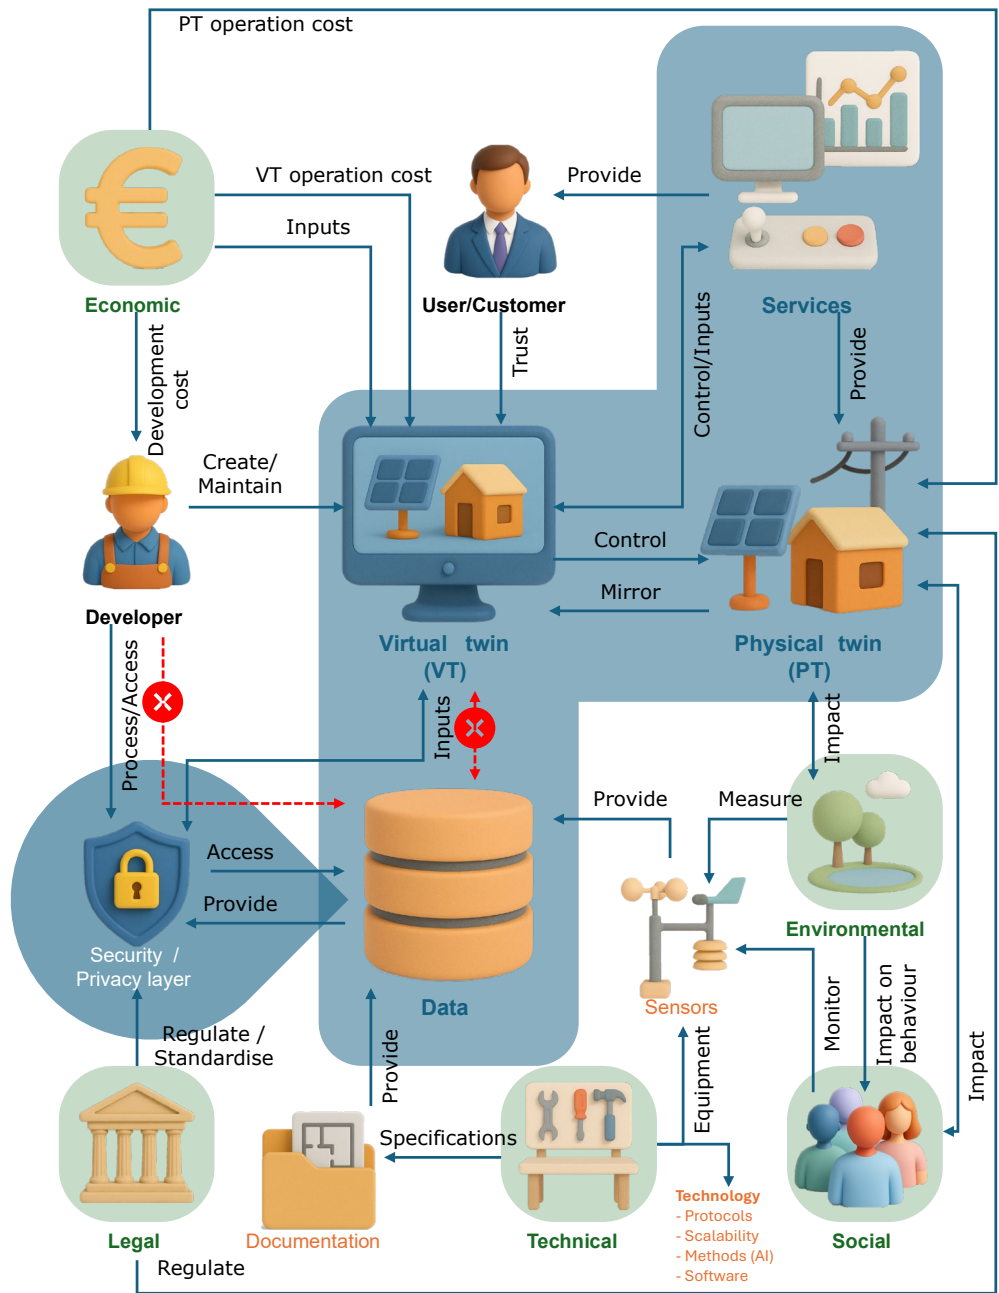 PT operation cost
VT operation cost
Inputs
Economic
Provide
User/Customer
Services
Development
cost
Trust
Control/Inputs
Provide
Create/
Maintain
Control
Mirror
Developer
Virtual twin
(VT)
Physical twin
(PT)
Process/Access
Inputs
Impact
Provide
Measure
Access
Provide
Environmental
Security /
Privacy layer
Data
Sensors
Regulate /
Standardise
Provide
Equipment
Monitor
Impact on
behaviour
Impact
Specifications
Technology
- Protocols
- Scalability
- Methods (AI)
- Software
Legal
Documentation
Technical
Social
Regulate